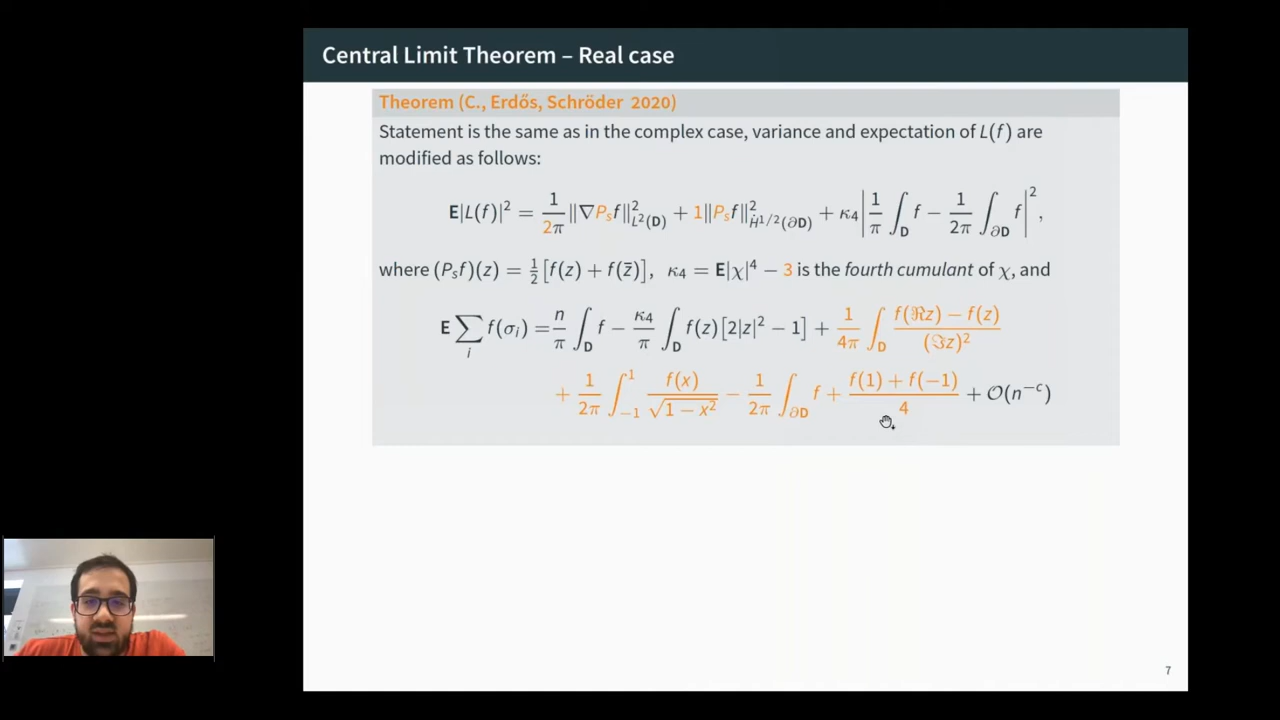 Central Limit Theorem – Real case
Theorem (C., Erdős, Schröder 2020)
Statement is the same as in the complex case, variance and expectation of L(f) are
modified as follows:
E|L(f)|² = 1/2π ‖∇Pₛf‖²_{L²(D)} + 1‖Pₛf‖²_{Ḣ^{1/2}(∂D)} + κ₄|1/π ∫_D f − 1/2π ∫_{∂D} f|²,
where (Pₛf)(z) = ½[f(z) + f(z̅)], κ₄ = E|χ|⁴ − 3 is the fourth cumulant of χ, and
E ∑_i f(σᵢ) = n/π ∫_D f − κ₄/π ∫_D f(z)[2|z|² − 1] + 1/4π ∫_D (f(ℜz) − f(z))/(ℑz)²
+ 1/2π ∫_{−1}^{1} f(x)/√(1 − x²) − 1/2π ∫_{∂D} f + (f(1) + f(−1))/4 + 𝒪(n^{−c})
7